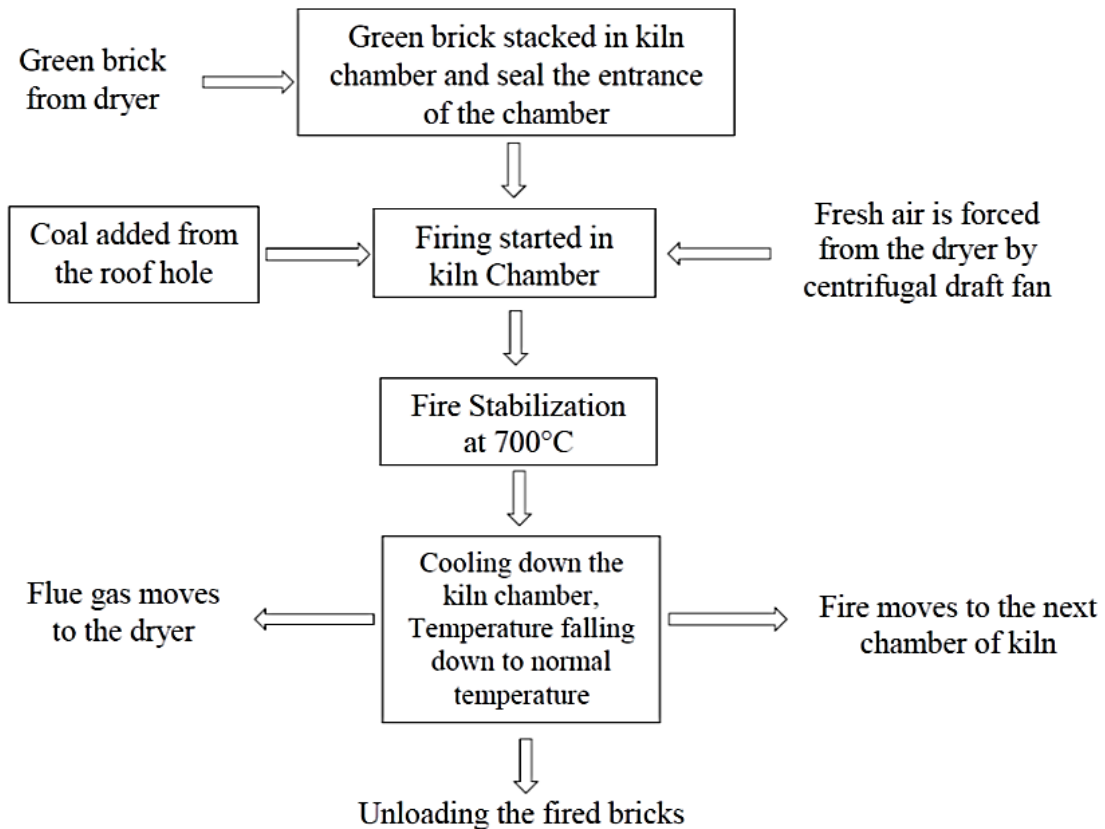 Green brick
from dryer
Green brick stacked in kiln
chamber and seal the entrance
of the chamber
Coal added from
the roof hole
Firing started in
kiln Chamber
Fresh air is forced
from the dryer by
centrifugal draft fan
Fire Stabilization
at 700°C
Flue gas moves
to the dryer
Cooling down the
kiln chamber,
Temperature falling
down to normal
temperature
Fire moves to the next
chamber of kiln
Unloading the fired bricks